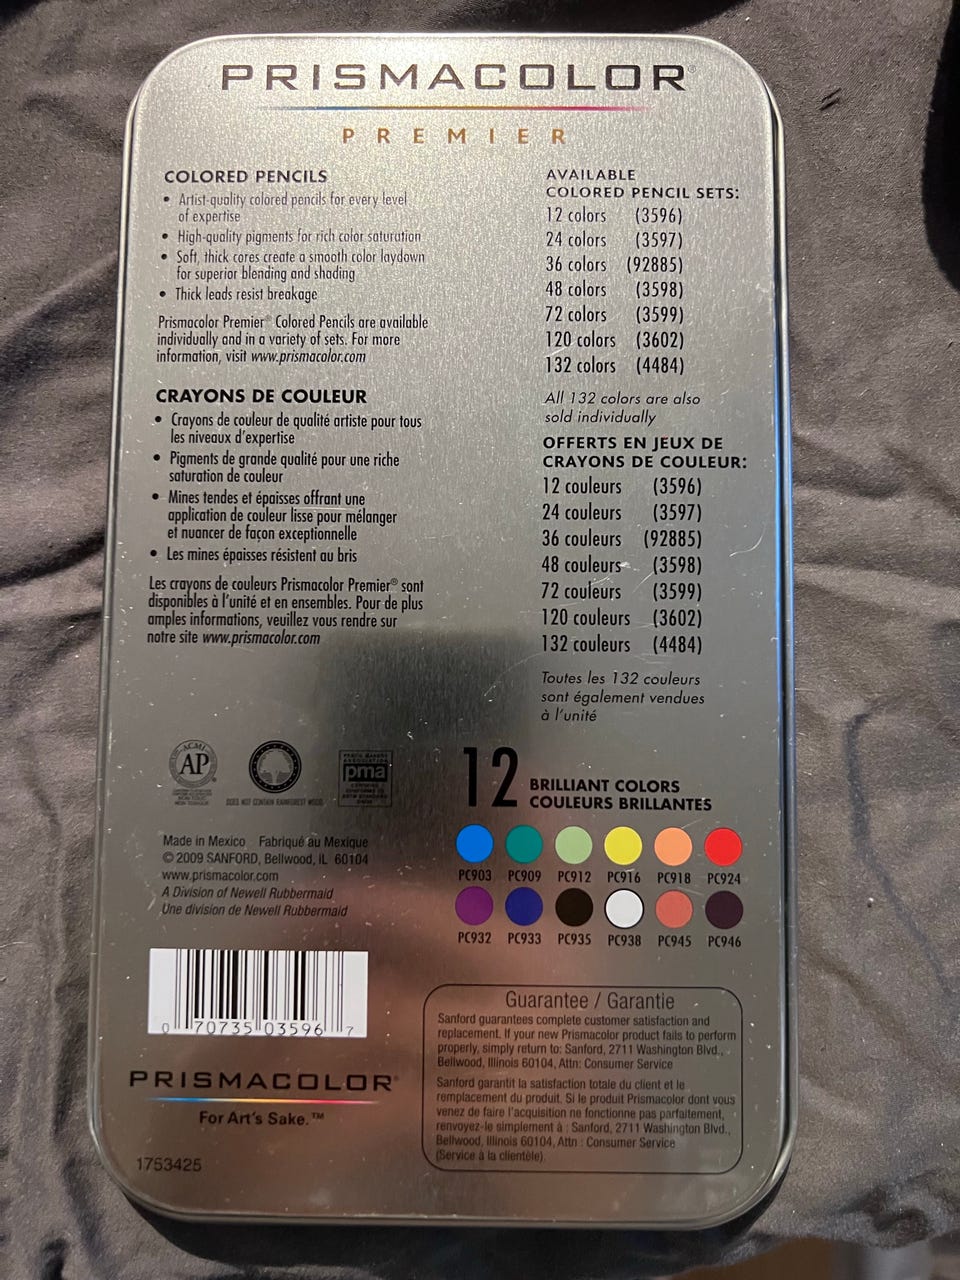 PRISMACOLOR®
PREMIER
COLORED PENCILS
• Artist-quality colored pencils for every level
of expertise
• High-quality pigments for rich color saturation
• Soft, thick cores create a smooth color laydown
for superior blending and shading
• Thick leads resist breakage
Prismacolor Premier® Colored Pencils are available
individually and in a variety of sets. For more
information, visit www.prismacolor.com
CRAYONS DE COULEUR
• Crayons de couleur de qualité artiste pour tous
les niveaux d'expertise
• Pigments de grande qualité pour une riche
saturation de couleur
• Mines tendes et épaisses offrant une
application de couleur lisse pour mélanger
et nuancer de façon exceptionnelle
• Les mines épaisses résistent au bris
Les crayons de couleurs Prismacolor Premier® sont
disponibles à l'unité et en ensembles. Pour de plus
amples informations, veuillez vous rendre sur
notre site www.prismacolor.com
AVAILABLE
COLORED PENCIL SETS:
12 colors (3596)
24 colors (3597)
36 colors (92885)
48 colors (3598)
72 colors (3599)
120 colors (3602)
132 colors (4484)
All 132 colors are also
sold individually
OFFERTS EN JEUX DE
CRAYONS DE COULEUR:
12 couleurs (3596)
24 couleurs (3597)
36 couleurs (92885)
48 couleurs (3598)
72 couleurs (3599)
120 couleurs (3602)
132 couleurs (4484)
Toutes les 132 couleurs
sont également vendues
à l'unité
ACMI
AP
DOES NOT CONTAIN RAINFOREST WOOD
pma
12 BRILLIANT COLORS
COULEURS BRILLANTES
PC903 PC909 PC912 PC916 PC918 PC924
PC932 PC933 PC935 PC938 PC945 PC946
Made in Mexico Fabriqué au Mexique
© 2009 SANFORD, Bellwood, IL 60104
www.prismacolor.com
A Division of Newell Rubbermaid
Une division de Newell Rubbermaid
0 70735 03596 7
PRISMACOLOR®
For Art's Sake.™
1753425
Guarantee / Garantie
Sanford guarantees complete customer satisfaction and
replacement. If your new Prismacolor product fails to perform
properly, simply return to: Sanford, 2711 Washington Blvd.,
Bellwood, Illinois 60104, Attn: Consumer Service
Sanford garantit la satisfaction totale du client et le
remplacement du produit. Si le produit Prismacolor dont vous
venez de faire l'acquisition ne fonctionne pas parfaitement,
renvoyez-le simplement à : Sanford, 2711 Washington Blvd.,
Bellwood, Illinois 60104, Attn : Consumer Service
(Service à la clientèle).